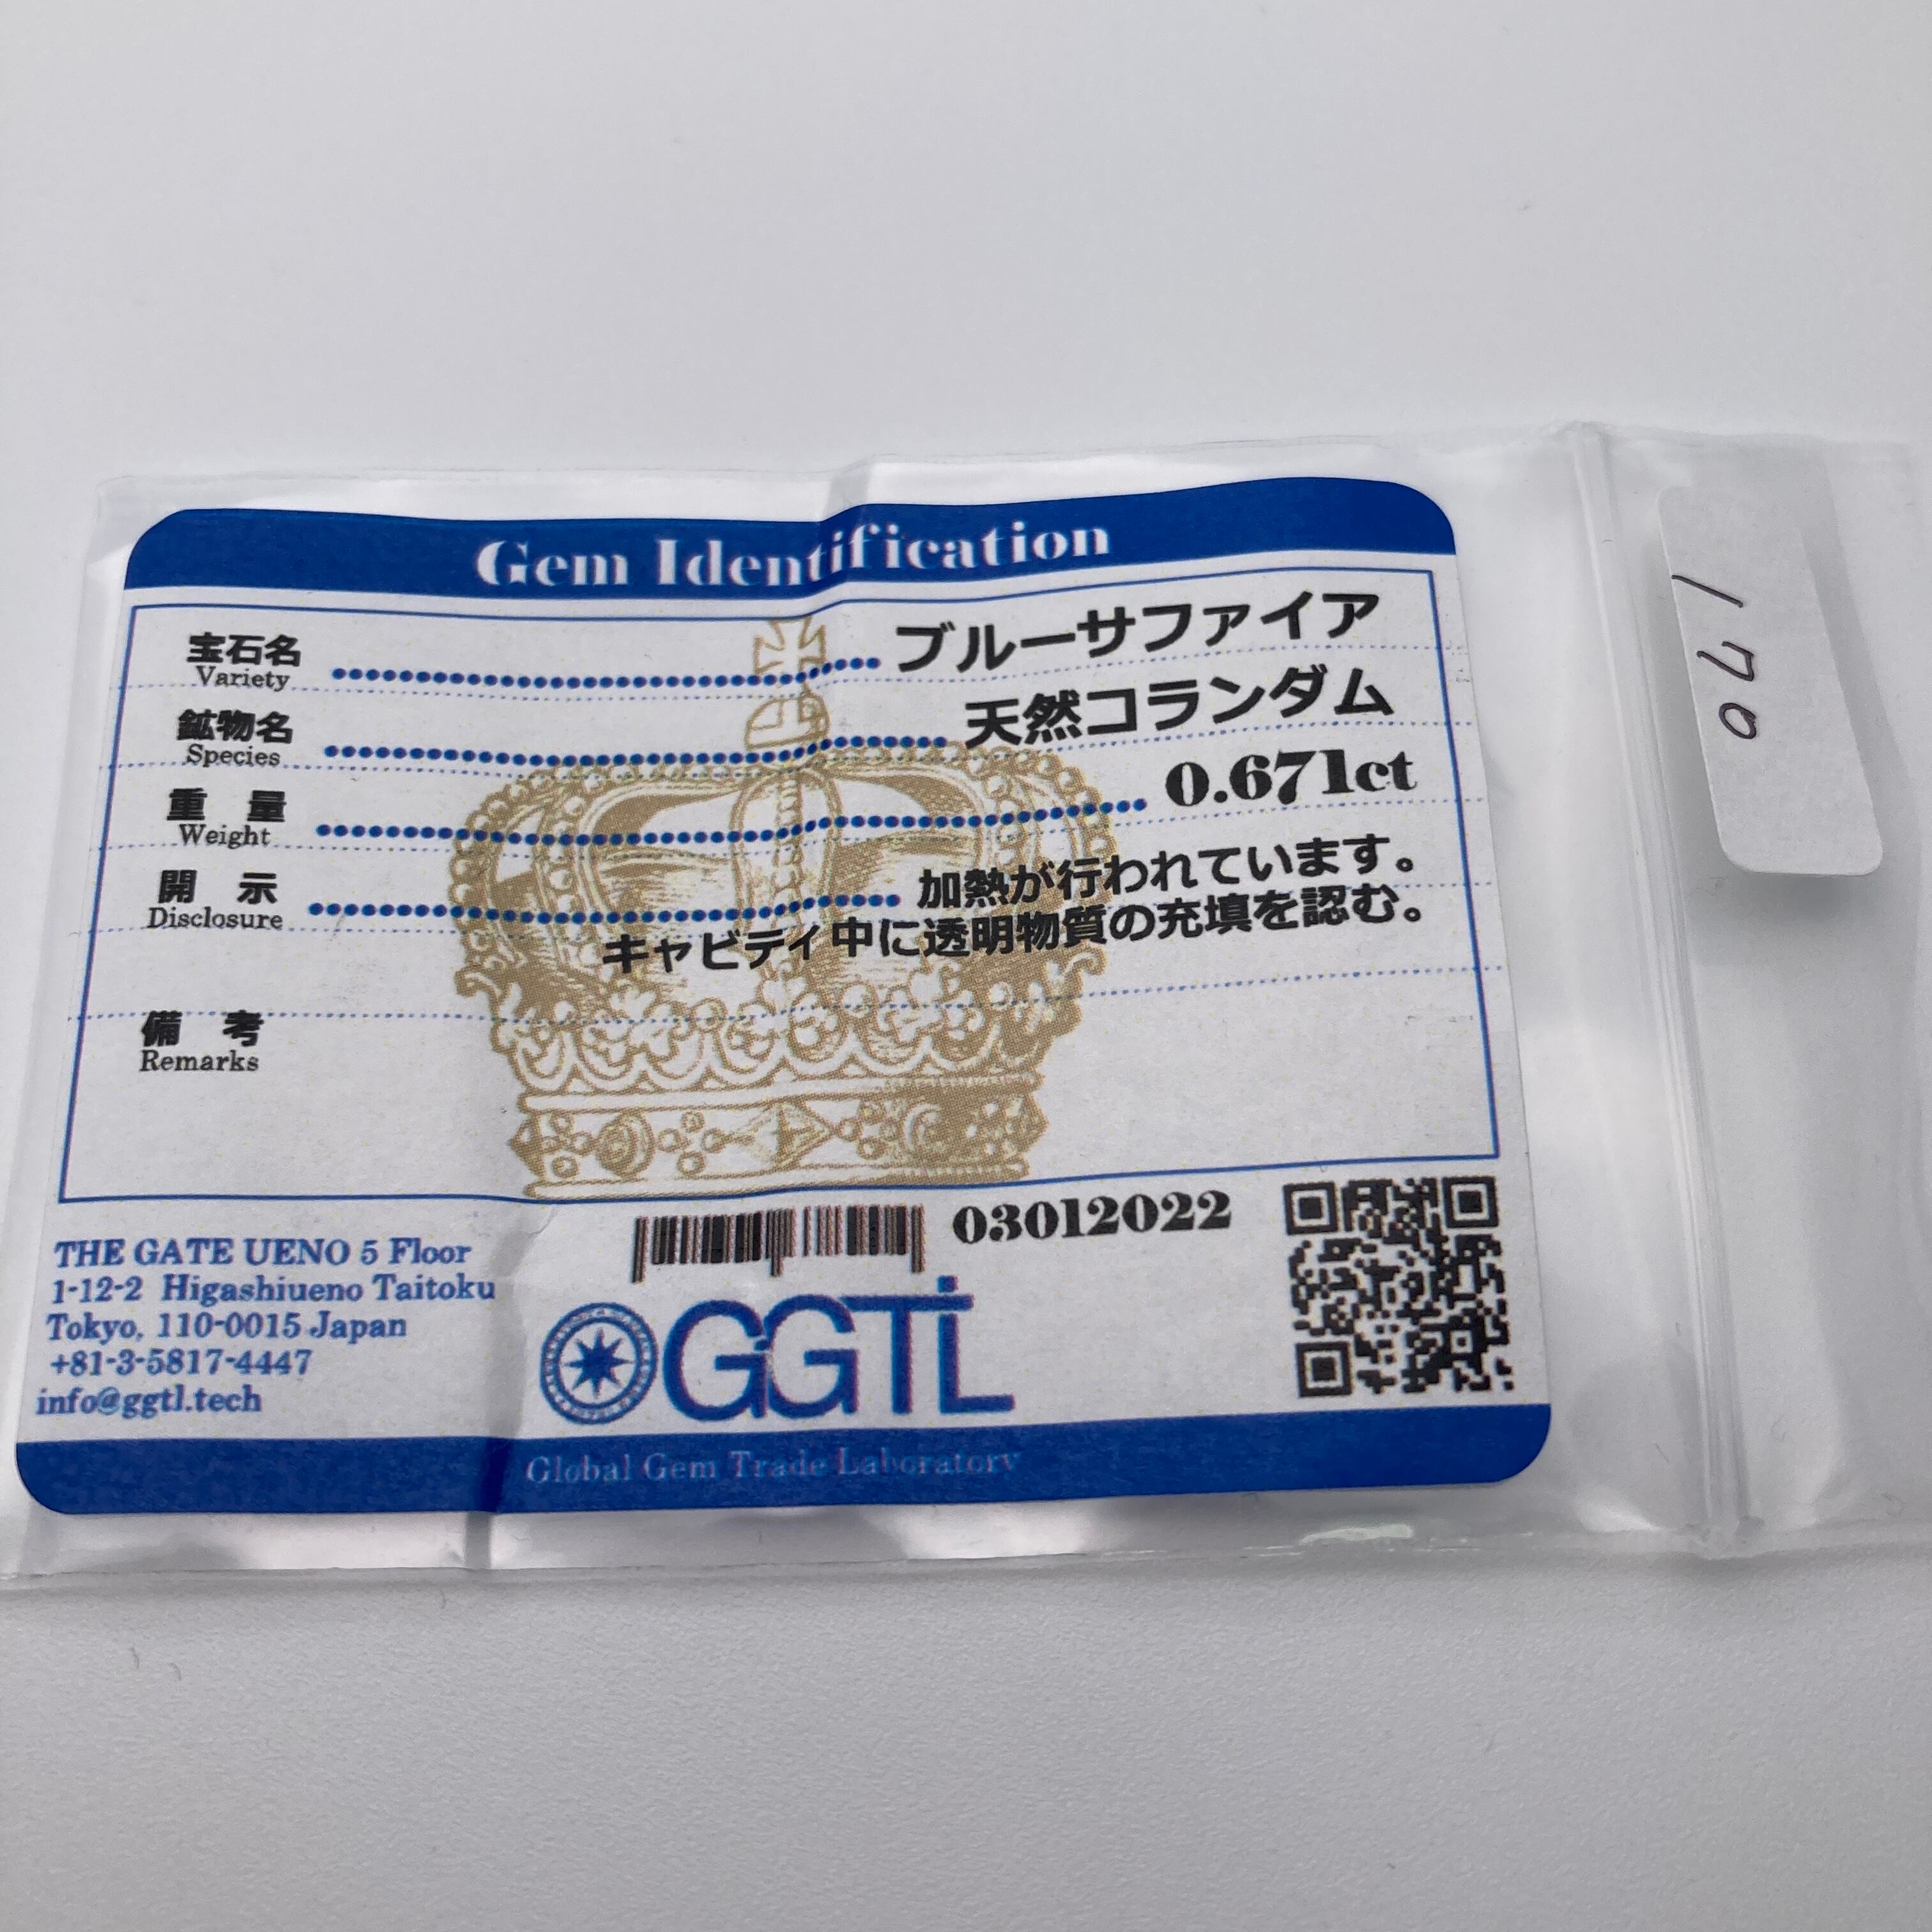 Gem Identification
宝石名 ブルーサファイア
Variety
鉱物名 天然コランダム
Species
重 量 0.671ct
Weight
開 示 加熱が行われています。
Disclosure キャビティ中に透明物質の充填を認む。
備 考
Remarks
03012022
THE GATE UENO 5 Floor
1-12-2 Higashiueno Taitoku
Tokyo, 110-0015 Japan
+81-3-5817-4447
info@ggtl.tech
GGTL
Global Gem Trade Laboratory
170